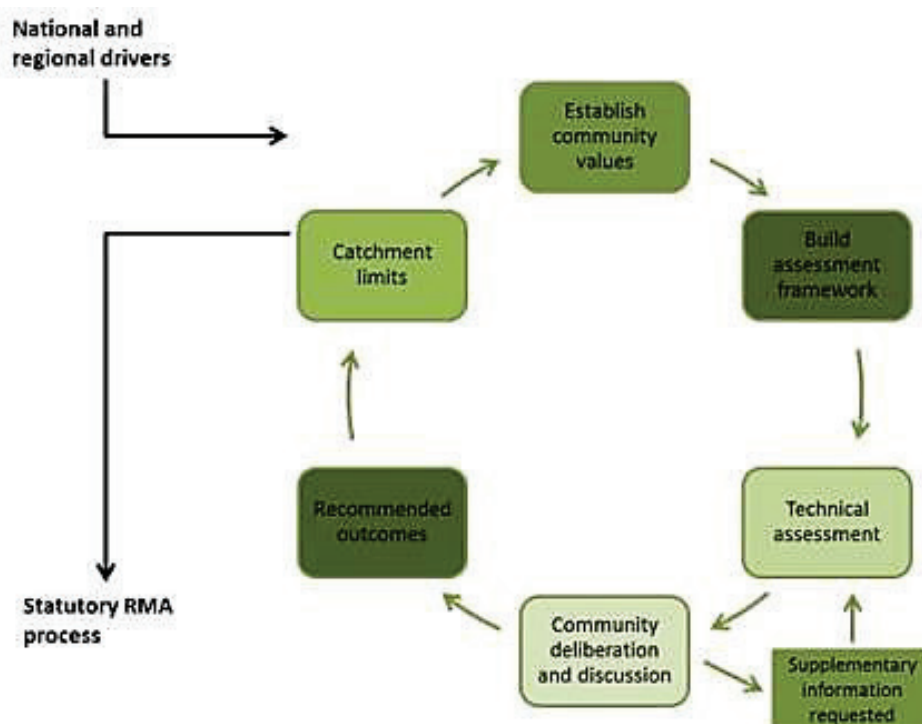 National and
regional drivers
Establish
community
values
Build
assessment
framework
Catchment
limits
Technical
assessment
Recommended
outcomes
Community
deliberation
and discussion
Supplementary
information
requested
Statutory RMA
process